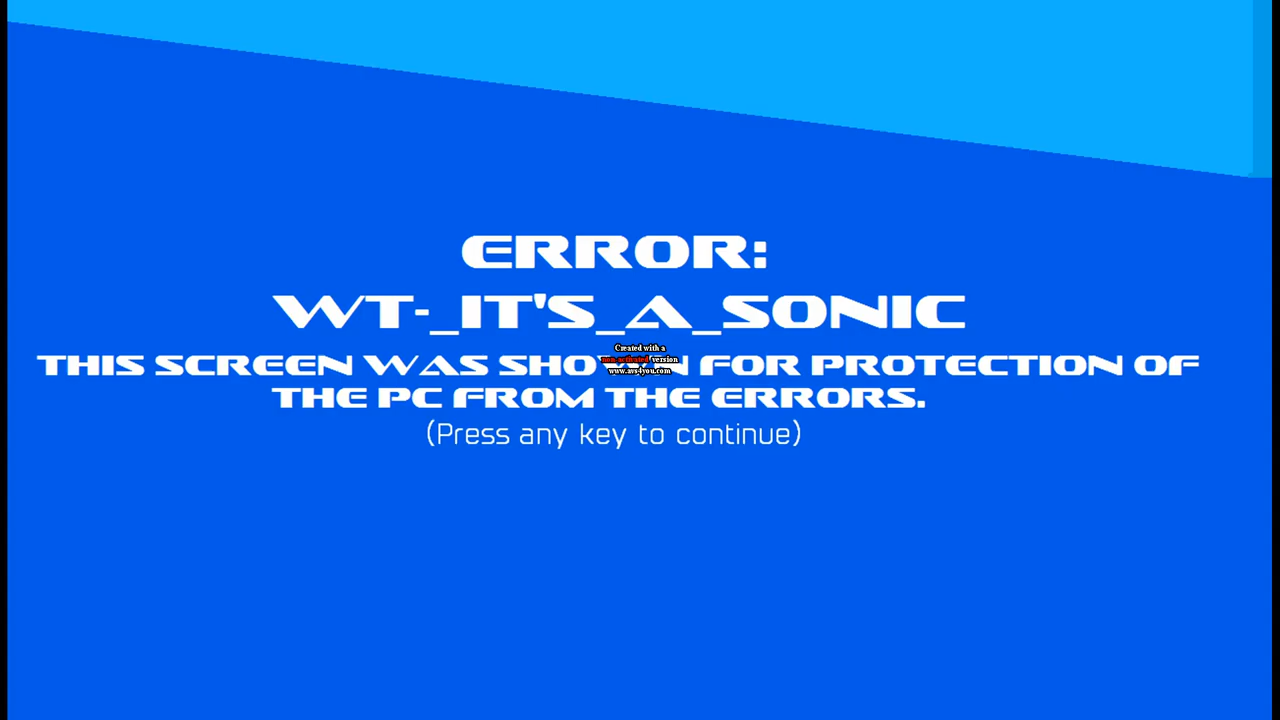 ERROR:
WT-_IT'S_A_SONIC
THIS SCREEN WAS SHOWN FOR PROTECTION OF
THE PC FROM THE ERRORS.
(Press any key to continue)
Created with a
non-activated version
www.avs4you.com